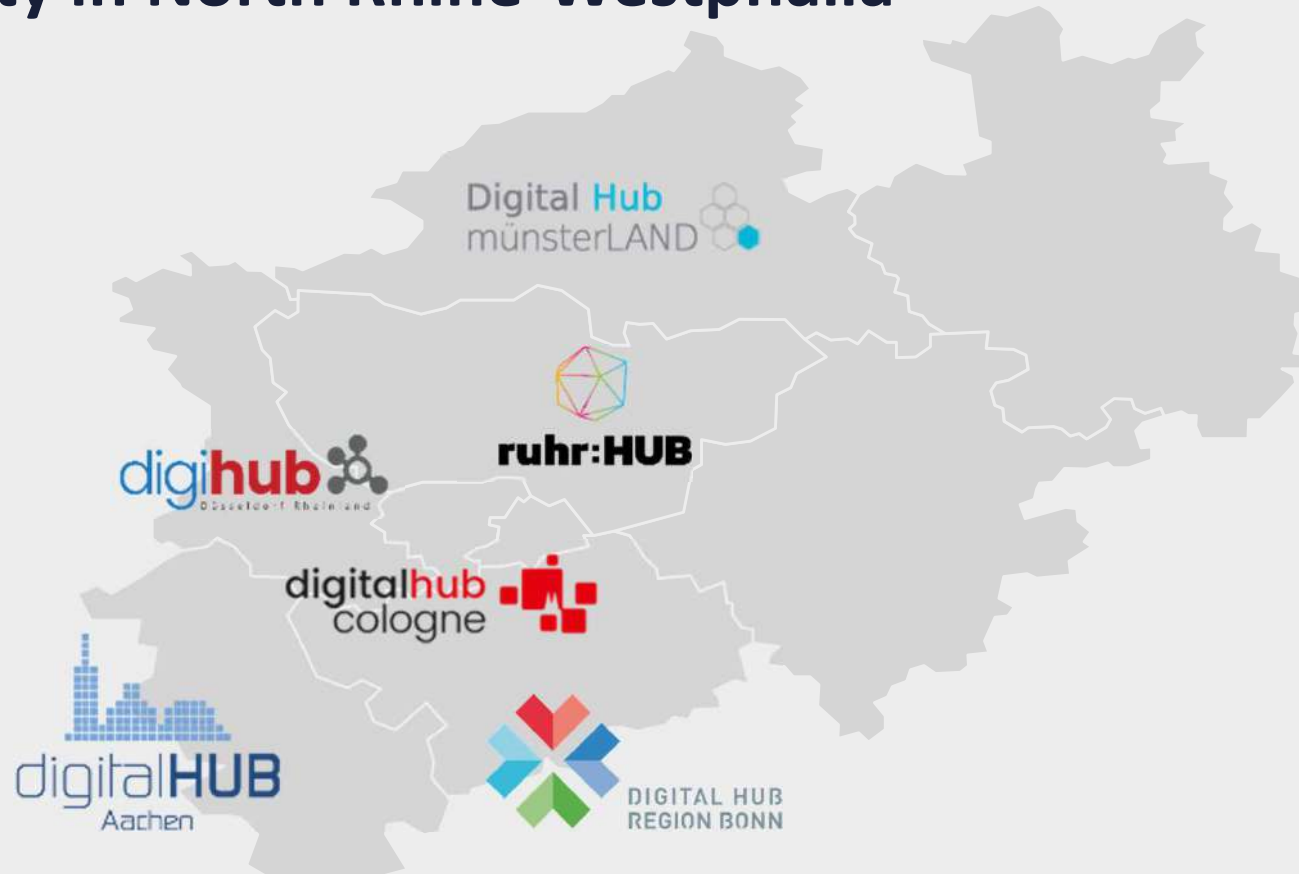 ty in North Rhine-Westphalia
Digital Hub
münsterLAND
ruhr:HUB
digihub
Düsseldorf Rheinland
digitalhub
cologne
digitalHUB
Aachen
DIGITAL HUB
REGION BONN